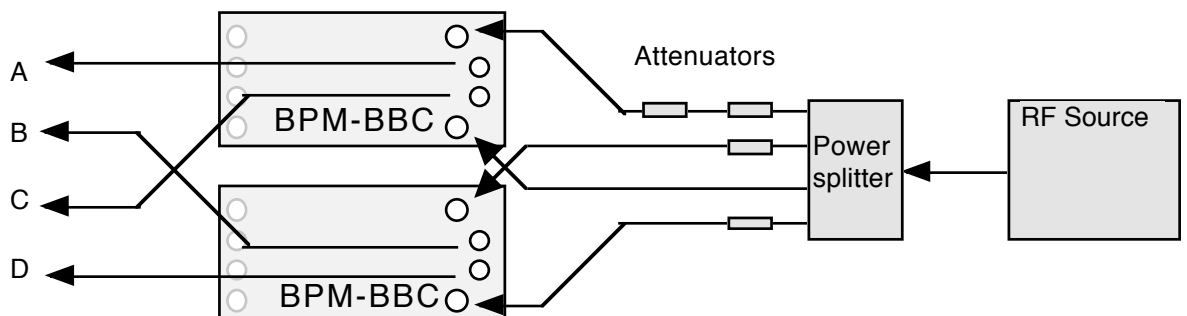 Attenuators
A
BPM-BBC
RF Source
B
Power
splitter
C
D
BPM-BBC